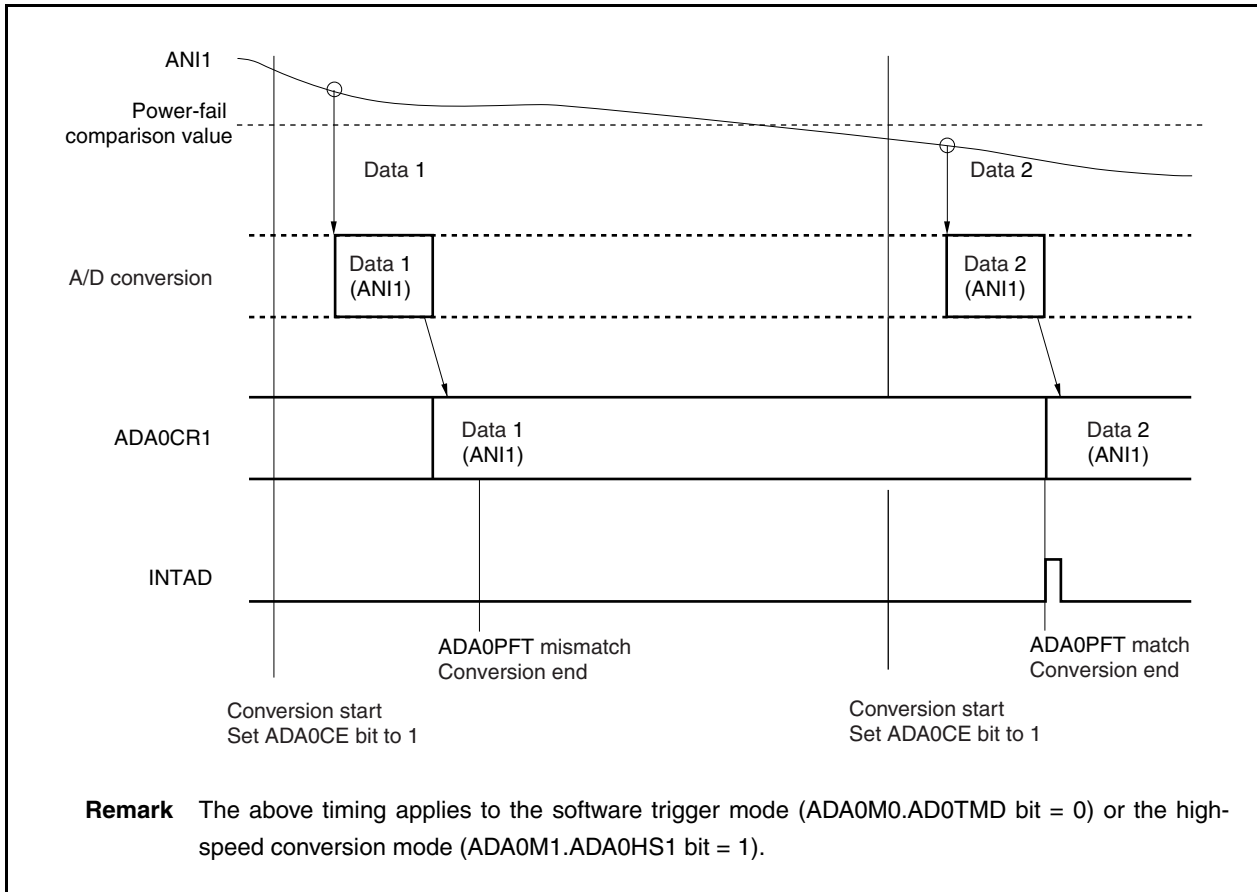 ANI1
Power-fail
comparison value
Data 1
Data 2
A/D conversion
Data 1
(ANI1)
Data 2
(ANI1)
ADA0CR1
Data 1
(ANI1)
Data 2
(ANI1)
INTAD
ADA0PFT mismatch
Conversion end
ADA0PFT match
Conversion end
Conversion start
Set ADA0CE bit to 1
Conversion start
Set ADA0CE bit to 1
Remark The above timing applies to the software trigger mode (ADA0M0.AD0TMD bit = 0) or the high-
speed conversion mode (ADA0M1.ADA0HS1 bit = 1).